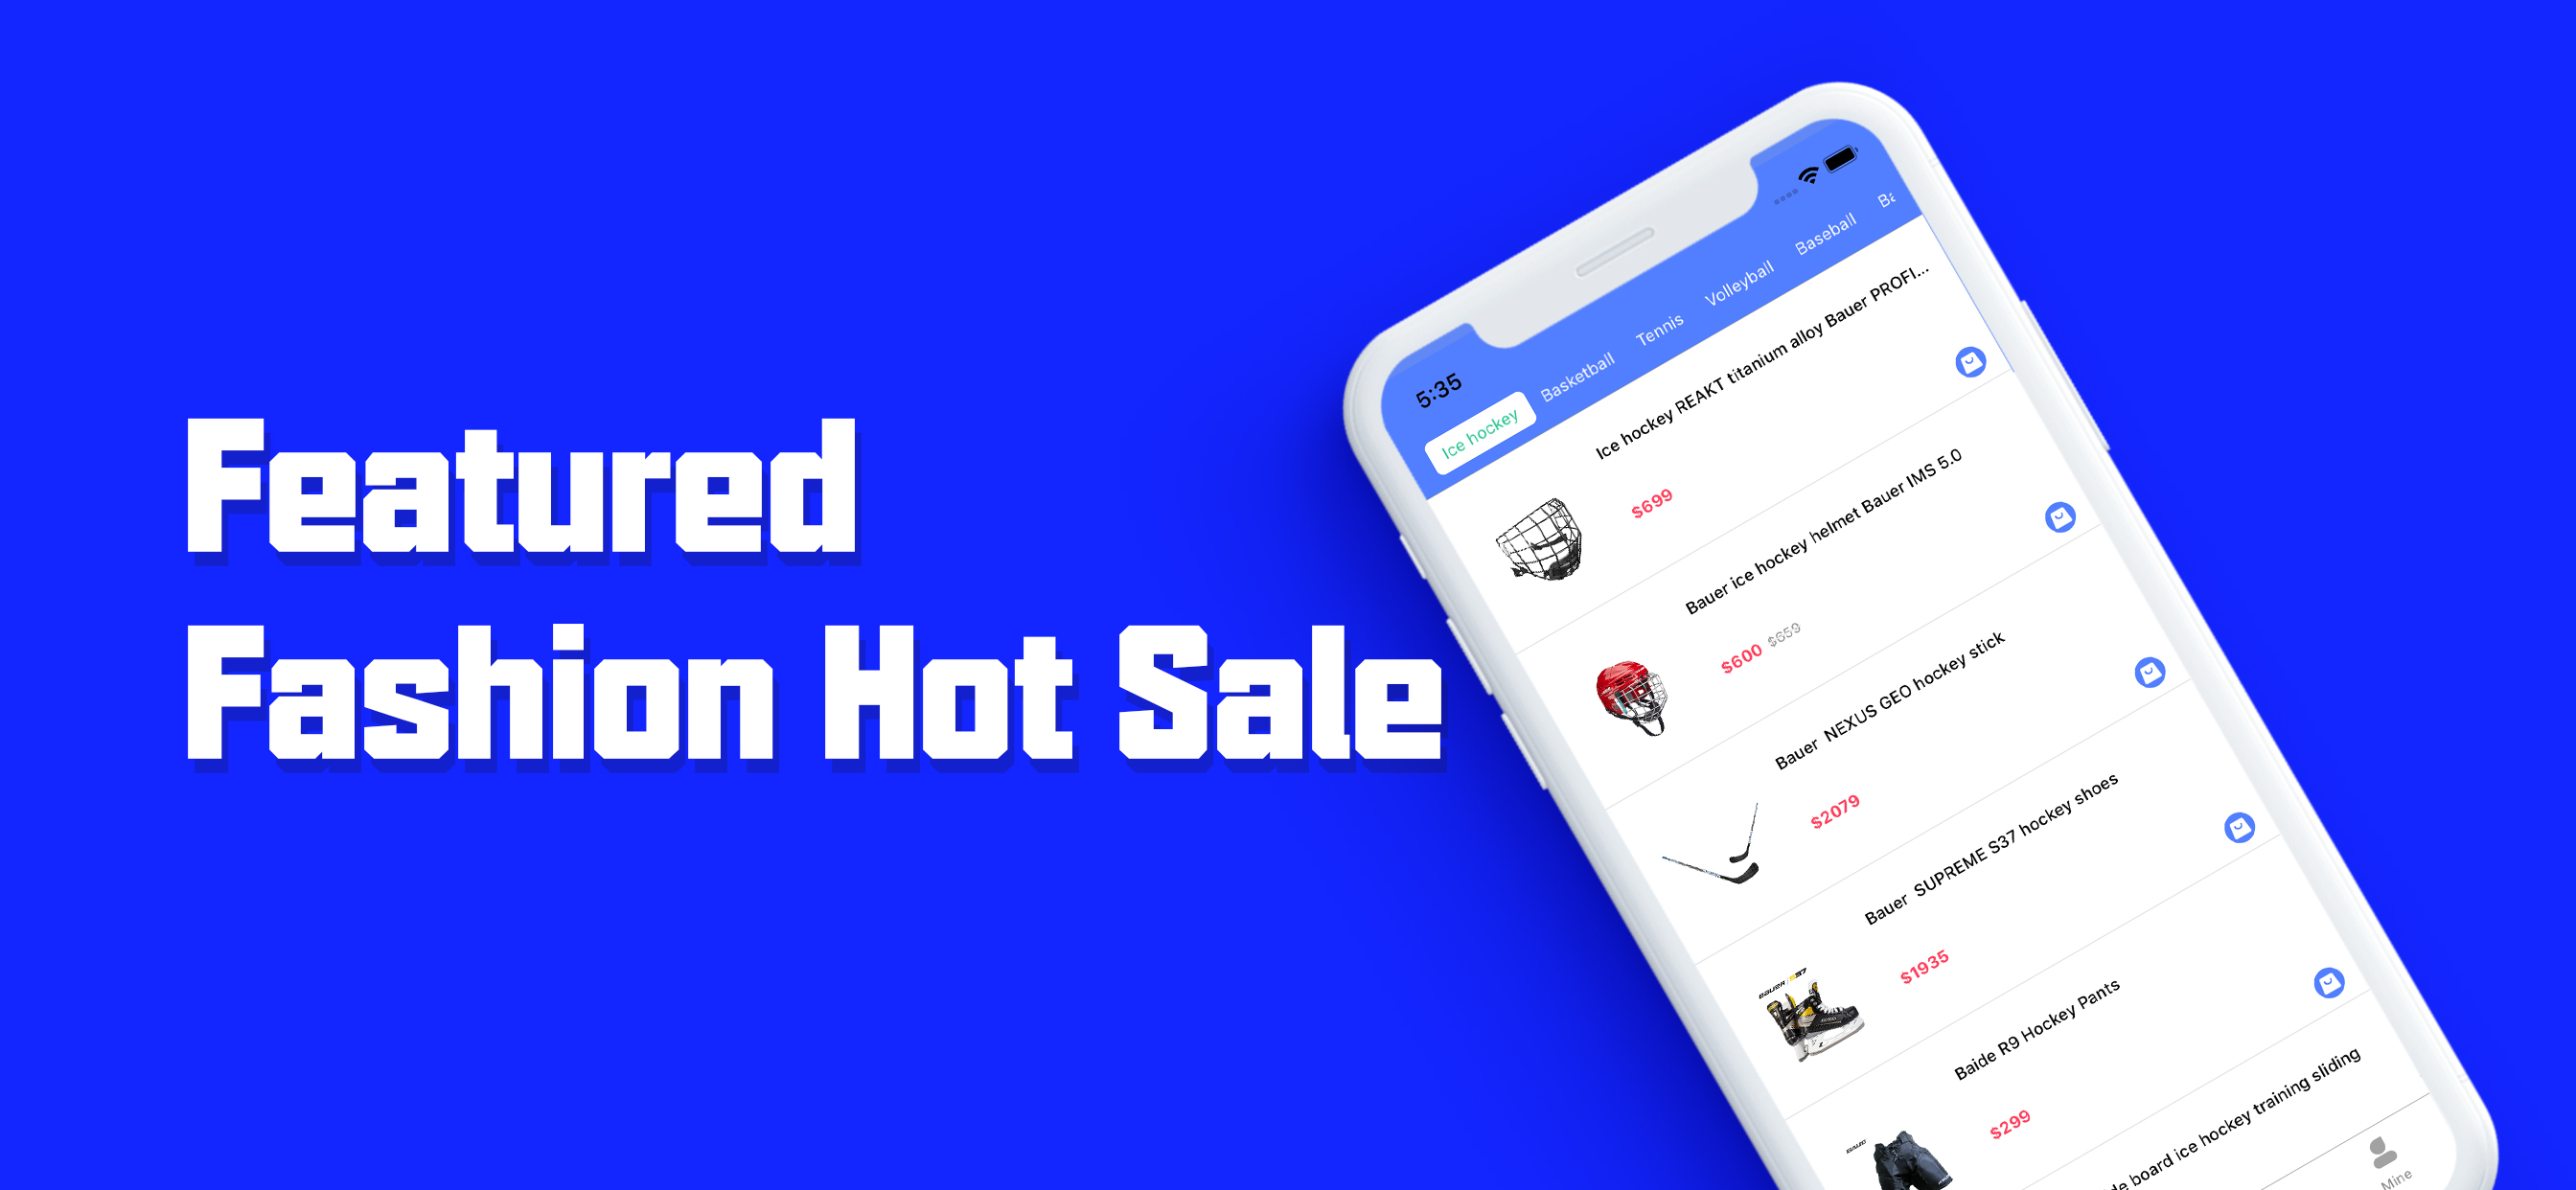 Featured
Fashion Hot Sale
5:35
Ice hockey
Basketball
Tennis
Volleyball
Baseball
Ice hockey REAKT titanium alloy Bauer PROFI...
$699
Bauer ice hockey helmet Bauer IMS 5.0
$600 $659
Bauer NEXUS GEO hockey stick
$2079
Bauer SUPREME S37 hockey shoes
$1935
BAUER S37
Baide R9 Hockey Pants
$299
board ice hockey training sliding
Mine